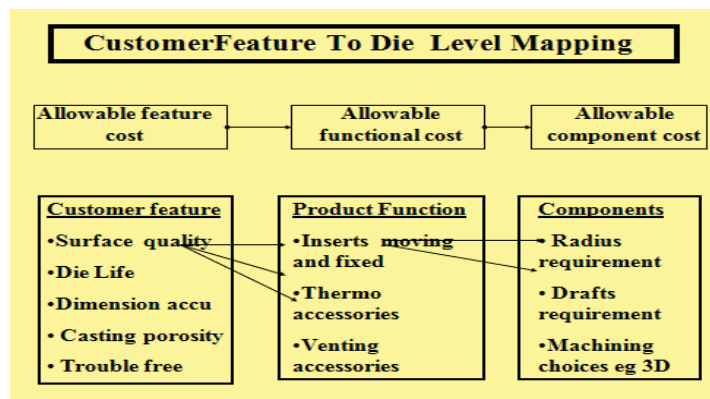 CustomerFeature To Die Level Mapping
Allowable feature
cost
Allowable
functional cost
Allowable
component cost
Customer feature
•Surface quality
•Die Life
•Dimension accu
• Casting porosity
• Trouble free
Product Function
•Inserts moving
and fixed
•Thermo
accessories
•Venting
accessories
Components
• Radius
requirement
• Drafts
requirement
•Machining
choices eg 3D